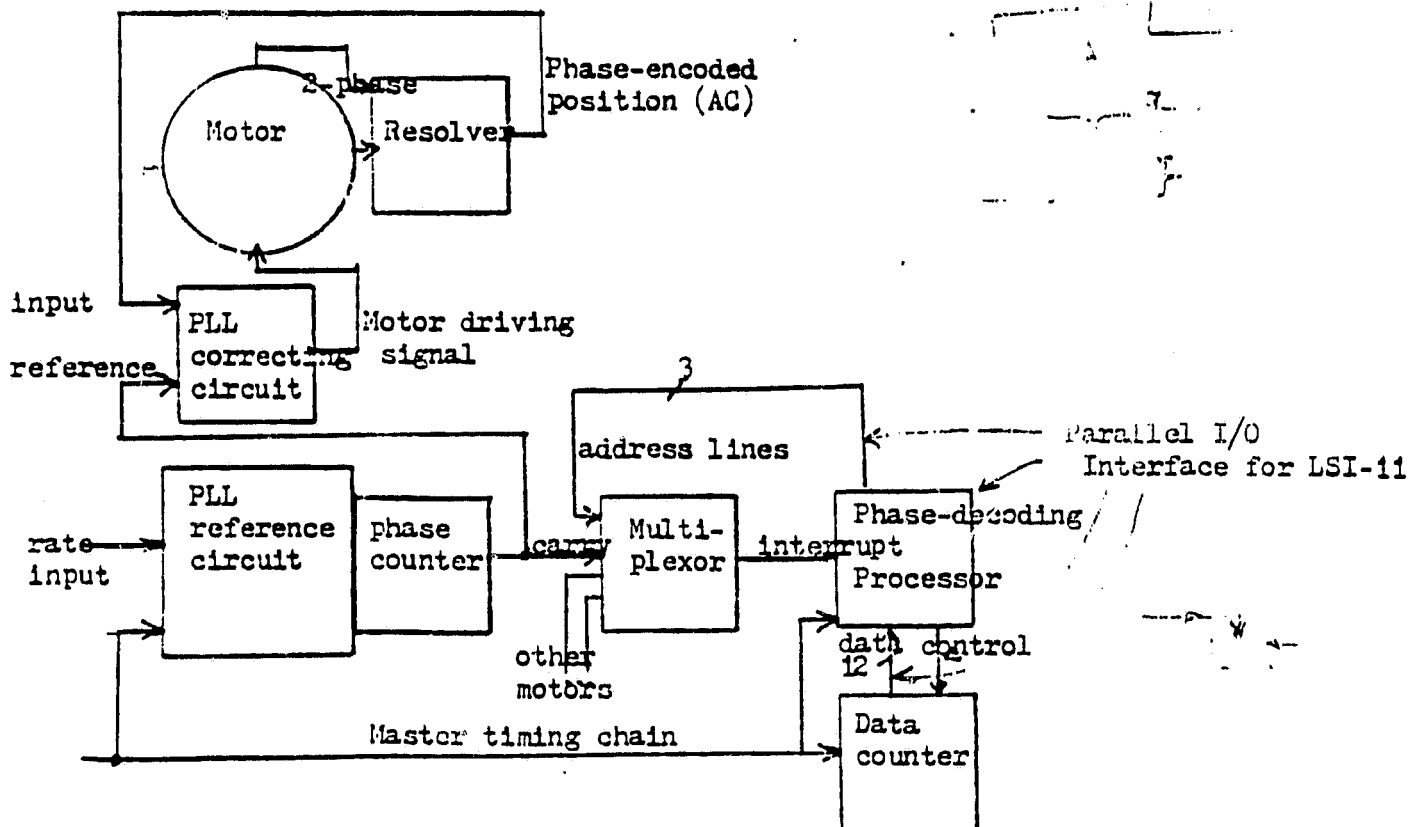 2-phase
Phase-encoded
position (AC)
Motor
Resolver
input
PLL
correcting
circuit
Motor driving
signal
reference
3
address lines
Parallel I/O
Interface for LSI-11
PLL
reference
circuit
phase
counter
carry
Multi-
plexor
interrupt
Phase-decoding
Processor
rate
input
other
motors
data
12
control
2
Master timing chain
Data
counter